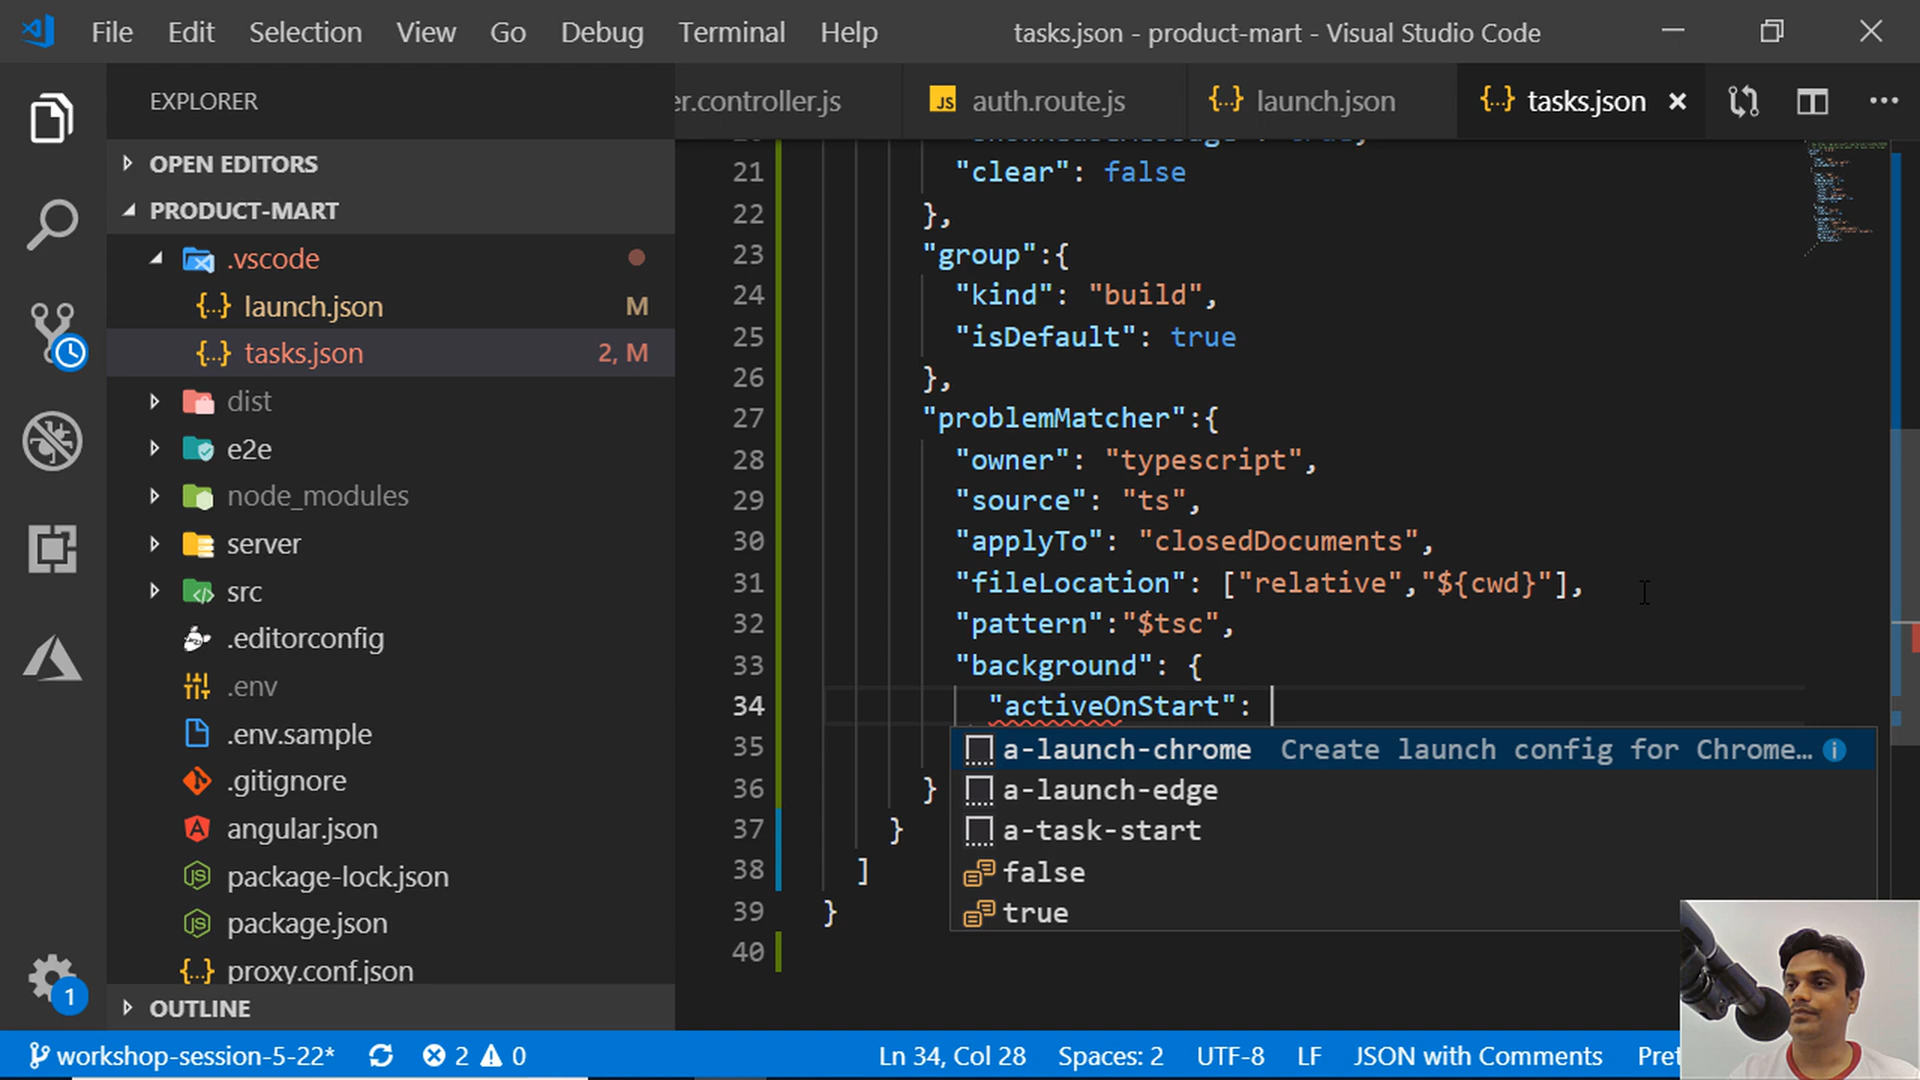 File Edit Selection View Go Debug Terminal Help
tasks.json - product-mart - Visual Studio Code
EXPLORER
er.controller.js
JS auth.route.js
{..} launch.json
{..} tasks.json
OPEN EDITORS
PRODUCT-MART
.vscode
{..} launch.json M
{..} tasks.json 2, M
dist
e2e
node_modules
server
src
.editorconfig
.env
.env.sample
.gitignore
angular.json
package-lock.json
package.json
{..} proxy.conf.json
OUTLINE
1
21 "clear": false
22 },
23 "group":{
24 "kind": "build",
25 "isDefault": true
26 },
27 "problemMatcher":{
28 "owner": "typescript",
29 "source": "ts",
30 "applyTo": "closedDocuments",
31 "fileLocation": ["relative","${cwd}"],
32 "pattern":"$tsc",
33 "background": {
34 "activeOnStart":
35
36 }
37 }
38 ]
39 }
40
a-launch-chrome Create launch config for Chrome…
a-launch-edge
a-task-start
false
true
workshop-session-5-22* 2 0
Ln 34, Col 28 Spaces: 2 UTF-8 LF JSON with Comments